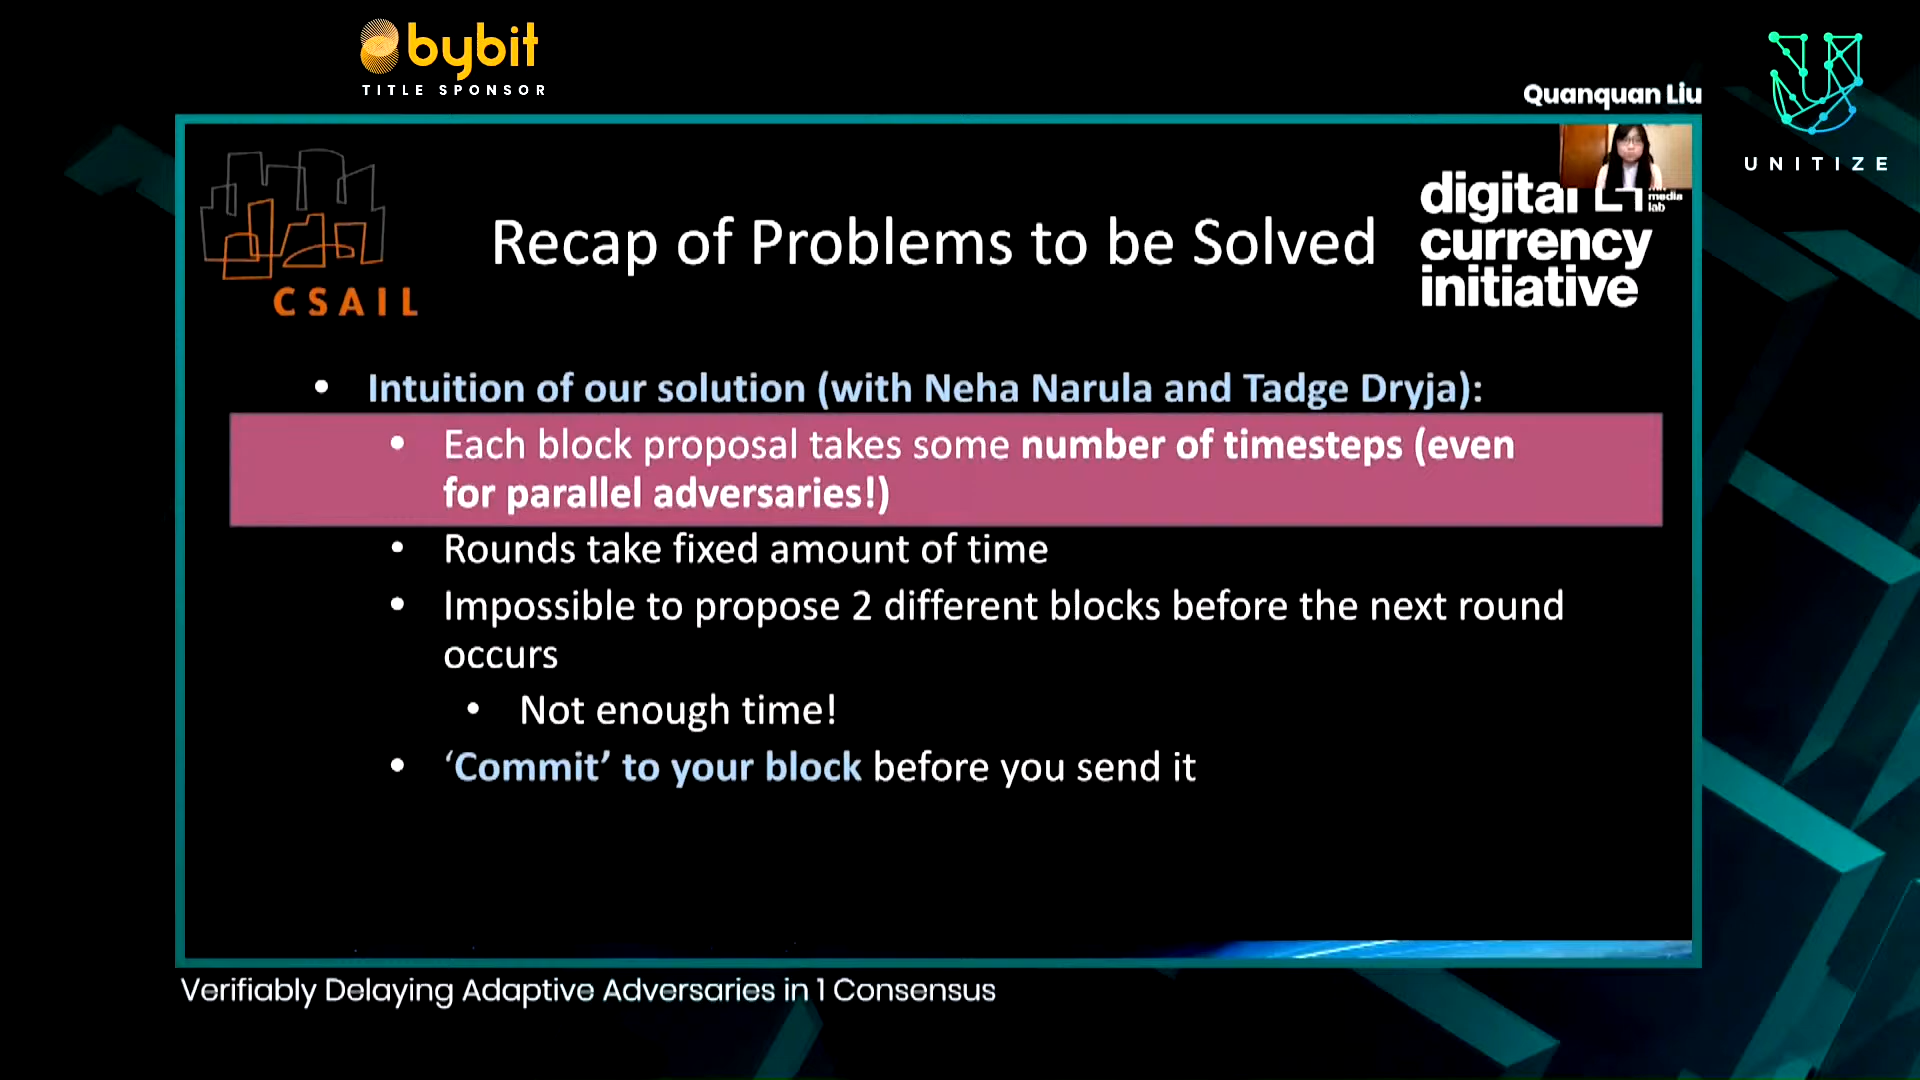 bybit
TITLE SPONSOR
Quanquan Liu
UNITIZE
CSAIL
Recap of Problems to be Solved
digital
currency
initiative
media
lab
• Intuition of our solution (with Neha Narula and Tadge Dryja):
• Each block proposal takes some number of timesteps (even
for parallel adversaries!)
• Rounds take fixed amount of time
• Impossible to propose 2 different blocks before the next round
occurs
• Not enough time!
• ‘Commit’ to your block before you send it
Verifiably Delaying Adaptive Adversaries in 1 Consensus